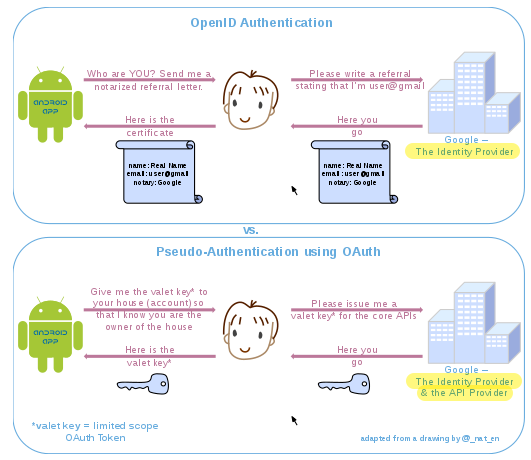 OpenID Authentication
Who are YOU? Send me a
notarized referral letter.
Please write a referral
stating that I'm user@gmail
ANDROID
APP
Here is the
certificate
Here you
go
Google –
The Identity Provider
name: Real Name
email: user@gmail
notary: Google
name: Real Name
email: user@gmail
notary: Google
vs.
Pseudo-Authentication using OAuth
Give me the valet key* to
your house (account) so
that I know you are the
owner of the house
Please issue me a
valet key* for the core APIs
ANDROID
APP
Here is the
valet key*
Here you
go
Google –
The Identity Provider
& the API Provider
*valet key = limited scope
OAuth Token
adapted from a drawing by @_nat_en